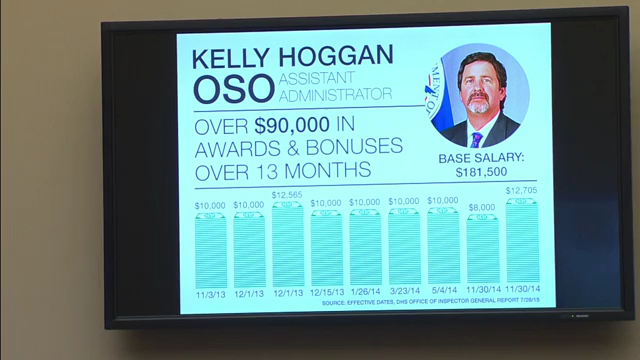 KELLY HOGGAN
OSO ASSISTANT
ADMINISTRATOR
OVER $90,000 IN
AWARDS & BONUSES
OVER 13 MONTHS
BASE SALARY:
$181,500
$10,000 $10,000 $12,565 $10,000 $10,000 $10,000 $10,000 $8,000 $12,705
11/3/13 12/1/13 12/1/13 12/15/13 1/26/14 3/23/14 5/4/14 11/30/14 11/30/14
SOURCE: EFFECTIVE DATES, DHS OFFICE OF INSPECTOR GENERAL REPORT 7/28/15